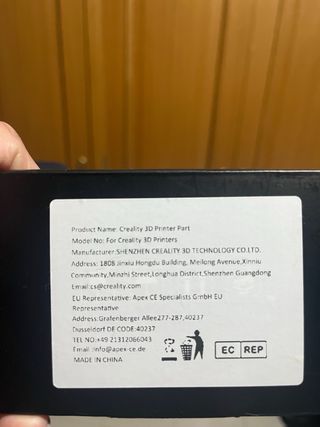 Product Name: Creality 3D Printer Part
Model No: For Creality 3D Printers
Manufacturer:SHENZHEN CREALITY 3D TECHNOLOGY CO.LTD.
Address: 1808 Jinxiu Hongdu Building, Meilong Avenue,Xinniu
Community,Minzhi Street,Longhua District,Shenzhen Guangdong
Email:cs@creality.com
EU Representative: Apex CE Specialists GmbH EU
Representative
Address:Grafenberger Allee277-287,40237
Dusseldorf DE CODE:40237
TEL NO:+49 21312066043
Email:info@apex-ce.de
MADE IN CHINA
EC REP